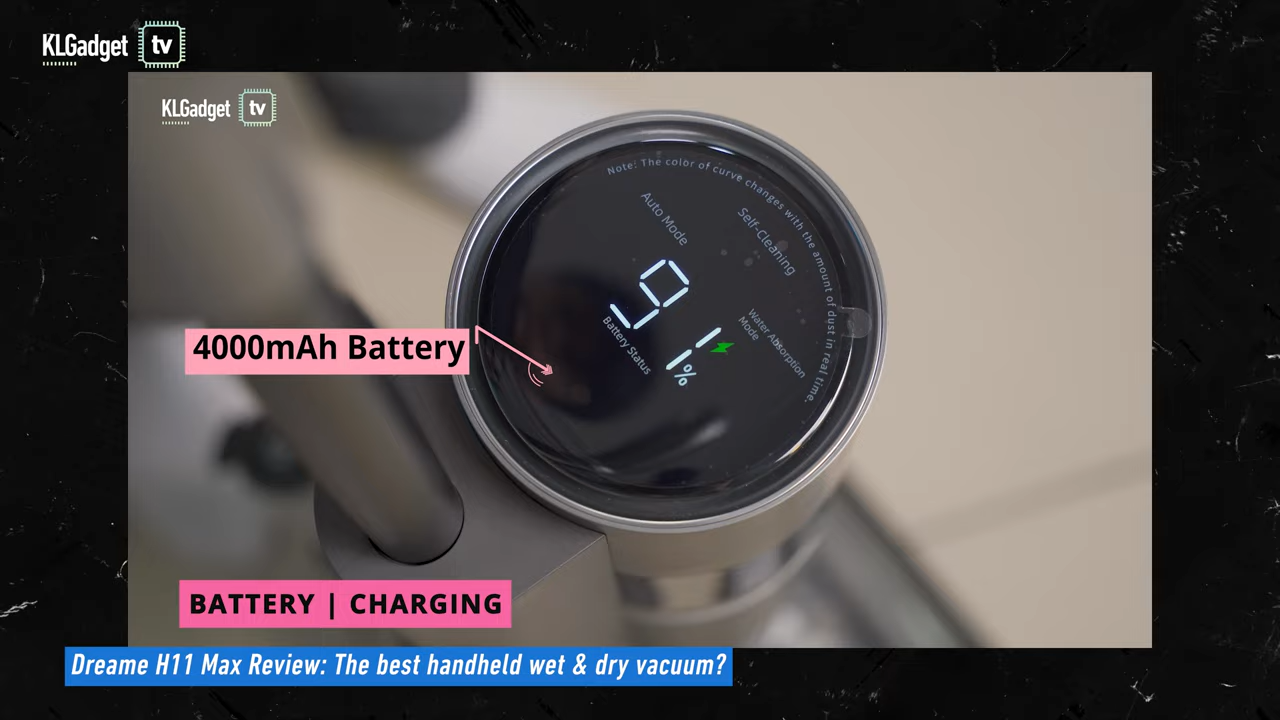 KLGadget tv
KLGadget tv
Note: The color of curve changes with the amount of dust in real time.
Auto Mode
Self-Cleaning
91%
Battery Status
Water Absorption
Mode
4000mAh Battery
BATTERY | CHARGING
Dreame H11 Max Review: The best handheld wet & dry vacuum?